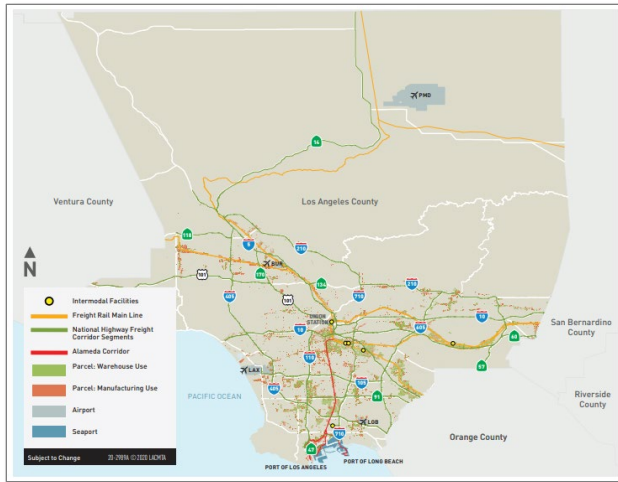 PMD
14
Ventura County
Los Angeles County
118
5
210
BUR
170
N
101
134
405
101
710
210
Intermodal Facilities
Freight Rail Main Line
National Highway Freight
Corridor Segments
Alameda Corridor
Parcel: Warehouse Use
Parcel: Manufacturing Use
Airport
Seaport
UNION
STATION
10
605
10
60
57
San Bernardino
County
Riverside
County
110
LAX
405
105
91
PACIFIC OCEAN
LGB
Orange County
710
47
PORT OF LOS ANGELES
PORT OF LONG BEACH
Subject to Change
©2020 LACMTA